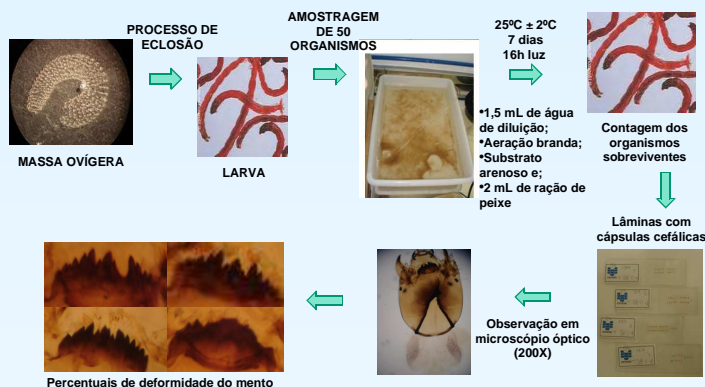 PROCESSO DE
ECLOSÃO
AMOSTRAGEM
DE 50
ORGANISMOS
25ºC ± 2ºC
7 dias
16h luz
MASSA OVÍGERA
LARVA
•1,5 mL de água
de diluição;
•Aeração branda;
•Substrato
arenoso e;
•2 mL de ração de
peixe
Contagem dos
organismos
sobreviventes
Lâminas com
cápsulas cefálicas
Observação em
microscópio óptico
(200X)
Percentuais de deformidade do mento